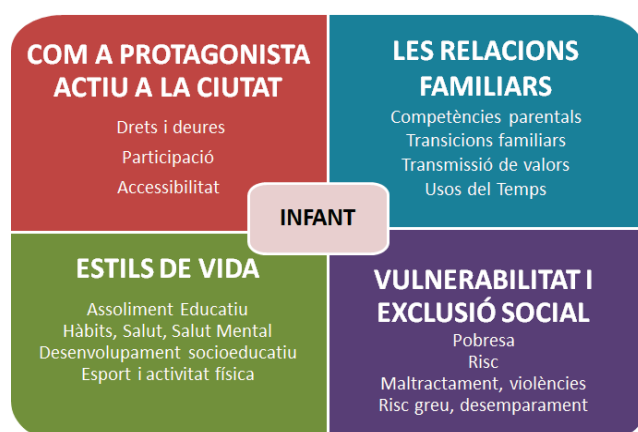 COM A PROTAGONISTA
ACTIU A LA CIUTAT
Drets i deures
Participació
Accessibilitat
LES RELACIONS
FAMILIARS
Competències parentals
Transicions familiars
Transmissió de valors
Usos del Temps
INFANT
ESTILS DE VIDA
Assoliment Educatiu
Hàbits, Salut, Salut Mental
Desenvolupament socioeducatiu
Esport i activitat física
VULNERABILITAT I
EXCLUSIÓ SOCIAL
Pobresa
Risc
Maltractament, violències
Risc greu, desemparament